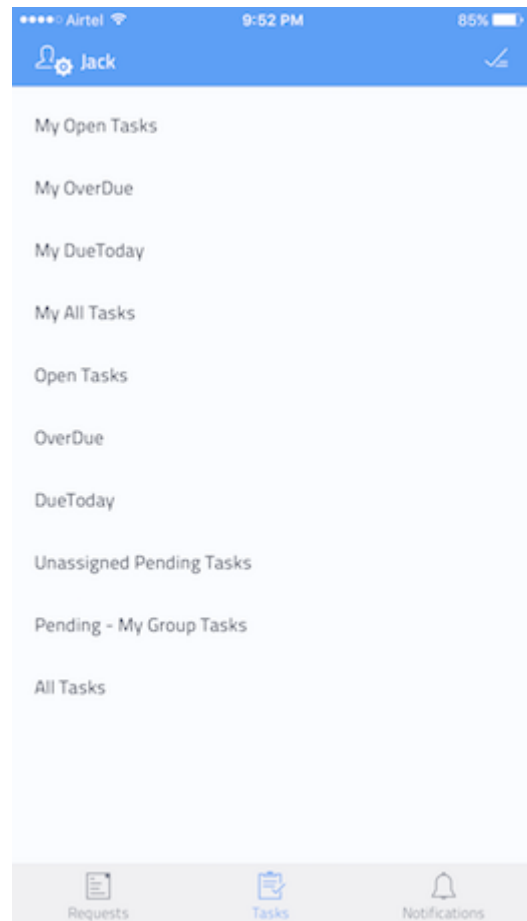 Airtel 9:52 PM 85%
Jack
My Open Tasks
My OverDue
My DueToday
My All Tasks
Open Tasks
OverDue
DueToday
Unassigned Pending Tasks
Pending - My Group Tasks
All Tasks
Requests Tasks Notifications